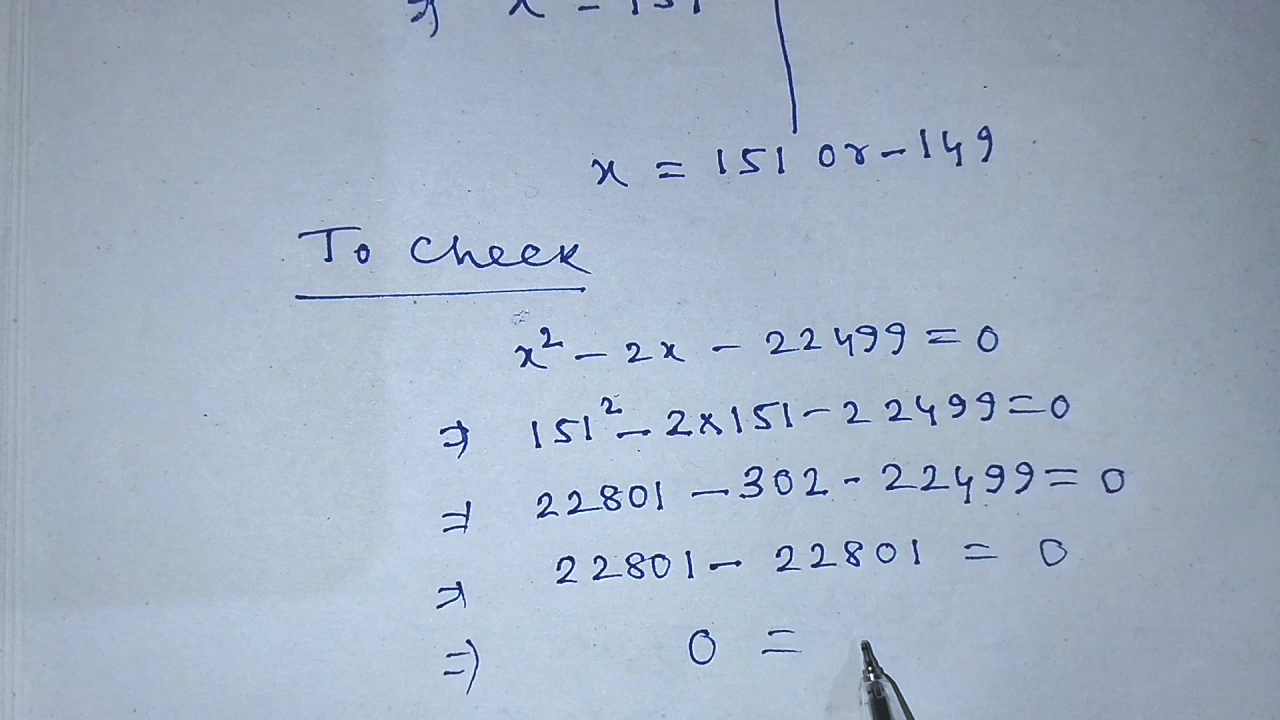 ⇒ x = 151
x = 151 or -149
To Check
x² - 2x - 22499 = 0
⇒ 151² - 2x151 - 22499 = 0
⇒ 22801 - 302 - 22499 = 0
⇒ 22801 - 22801 = 0
⇒ 0 =